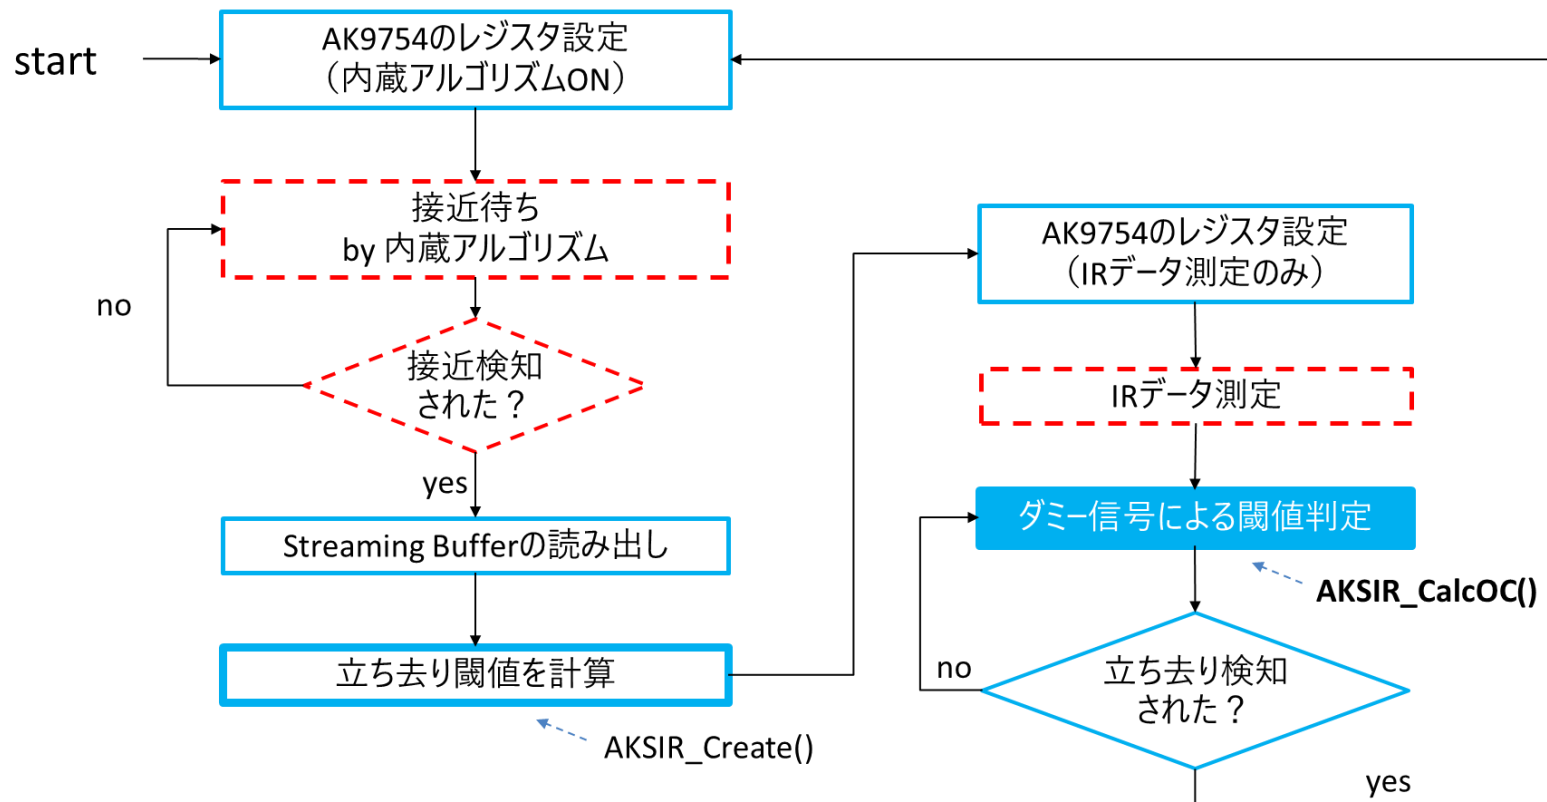 start
AK9754のレジスタ設定
（内蔵アルゴリズムON）
接近待ち
by 内蔵アルゴリズム
no
接近検知
された？
yes
Streaming Bufferの読み出し
立ち去り閾値を計算
AKSIR_Create()
AK9754のレジスタ設定
（IRデータ測定のみ）
IRデータ測定
ダミー信号による閾値判定
AKSIR_CalcOC()
no
立ち去り検知
された？
yes